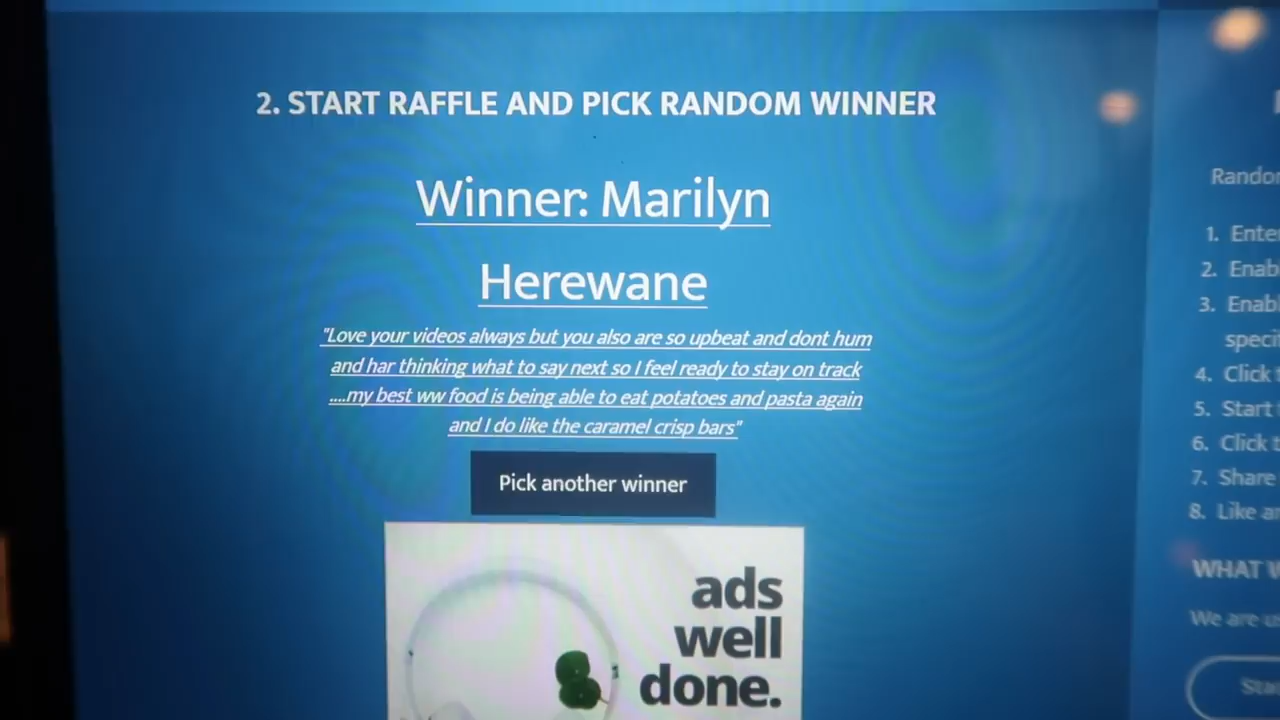 2. START RAFFLE AND PICK RANDOM WINNER
Winner: Marilyn
Herewane
"Love your videos always but you also are so upbeat and dont hum
and har thinking what to say next so I feel ready to stay on track
....my best ww food is being able to eat potatoes and pasta again
and I do like the caramel crisp bars"
Pick another winner
ads
well
done.
1.
2.
3.
4. Click
5. Start
6. Click
7. Share
8. Like
WHAT
We are